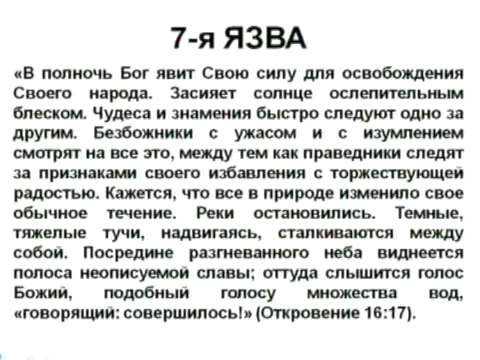 7-я ЯЗВА
«В полночь Бог явит Свою силу для освобождения
Своего народа. Засияет солнце ослепительным
блеском. Чудеса и знамения быстро следуют одно за
другим. Безбожники с ужасом и с изумлением
смотрят на все это, между тем как праведники следят
за признаками своего избавления с торжествующей
радостью. Кажется, что все в природе изменило свое
обычное течение. Реки остановились. Темные,
тяжелые тучи, надвигаясь, сталкиваются между
собой. Посредине разгневанного неба виднеется
полоса неописуемой славы; оттуда слышится голос
Божий, подобный голосу множества вод,
«говорящий: совершилось!» (Откровение 16:17).